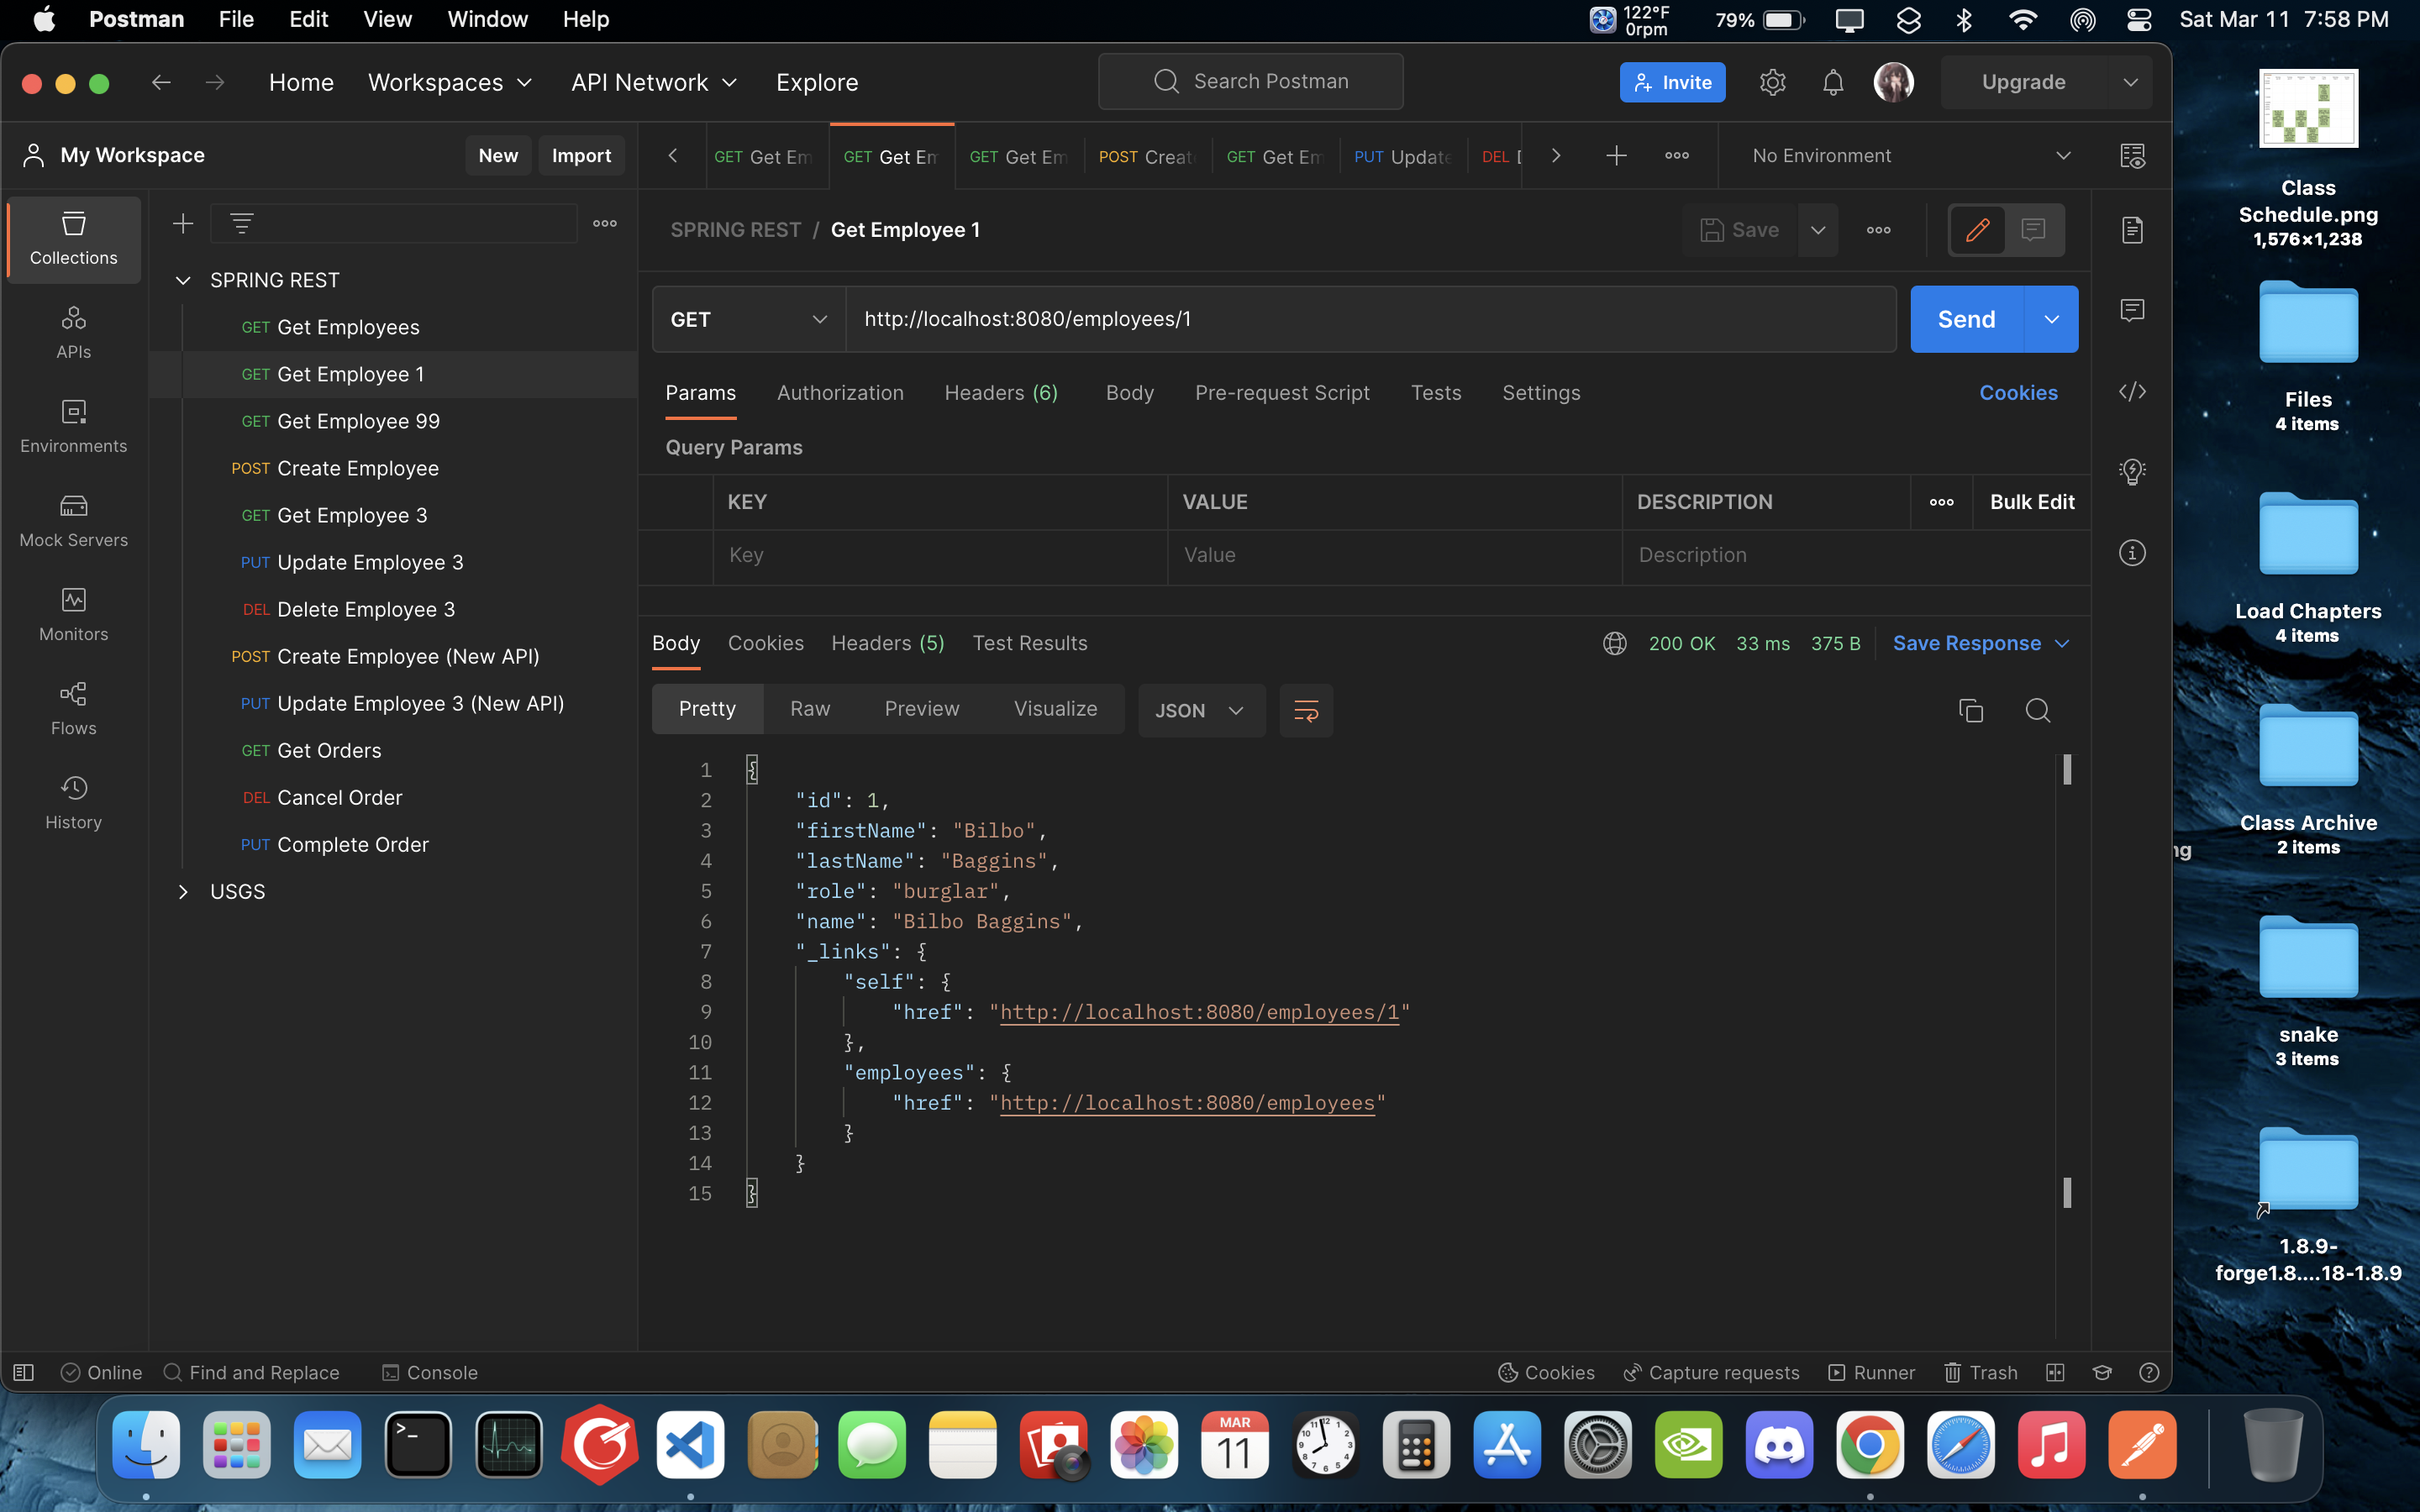 Postman File Edit View Window Help
122°F
0rpm
79%
Sat Mar 11 7:58 PM
Home Workspaces API Network Explore
Search Postman
Invite
Upgrade
My Workspace
New Import
GET Get Em
GET Get Em
GET Get Em
POST Creat
GET Get Em
PUT Update
DEL
No Environment
Collections
APIs
Environments
Mock Servers
Monitors
Flows
History
SPRING REST
GET Get Employees
GET Get Employee 1
GET Get Employee 99
POST Create Employee
GET Get Employee 3
PUT Update Employee 3
DEL Delete Employee 3
POST Create Employee (New API)
PUT Update Employee 3 (New API)
GET Get Orders
DEL Cancel Order
PUT Complete Order
USGS
SPRING REST / Get Employee 1
Save
GET http://localhost:8080/employees/1
Send
Params Authorization Headers (6) Body Pre-request Script Tests Settings Cookies
Query Params
KEY VALUE DESCRIPTION Bulk Edit
Key Value Description
Body Cookies Headers (5) Test Results
200 OK 33 ms 375 B Save Response
Pretty Raw Preview Visualize JSON
1 {
2 "id": 1,
3 "firstName": "Bilbo",
4 "lastName": "Baggins",
5 "role": "burglar",
6 "name": "Bilbo Baggins",
7 "_links": {
8 "self": {
9 "href": "http://localhost:8080/employees/1"
10 },
11 "employees": {
12 "href": "http://localhost:8080/employees"
13 }
14 }
15 }
Online Find and Replace Console
Cookies Capture requests Runner Trash
Class
Schedule.png
1,576×1,238
Files
4 items
Load Chapters
4 items
Class Archive
2 items
ng
snake
3 items
1.8.9-
forge1.8....18-1.8.9
MAR
11